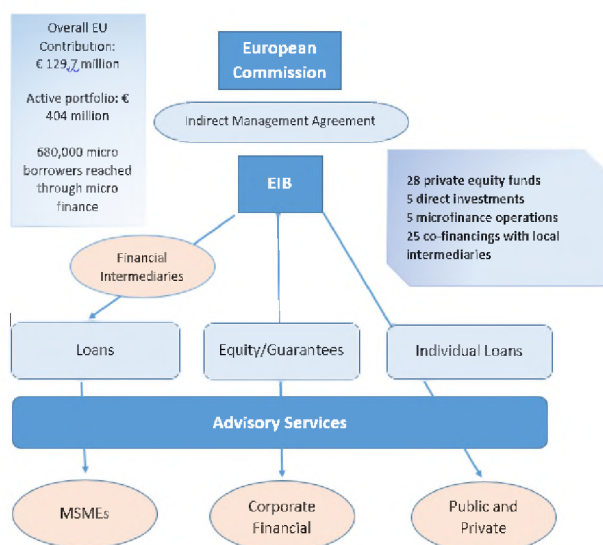 Overall EU
Contribution:
€ 129,7 million
Active portfolio: €
404 million
680,000 micro
borrowers reached
through micro
finance
European
Commission
Indirect Management Agreement
EIB
28 private equity funds
5 direct investments
5 microfinance operations
25 co-financings with local
intermediaries
Financial
Intermediaries
Loans
Equity/Guarantees
Individual Loans
Advisory Services
MSMEs
Corporate
Financial
Public and
Private